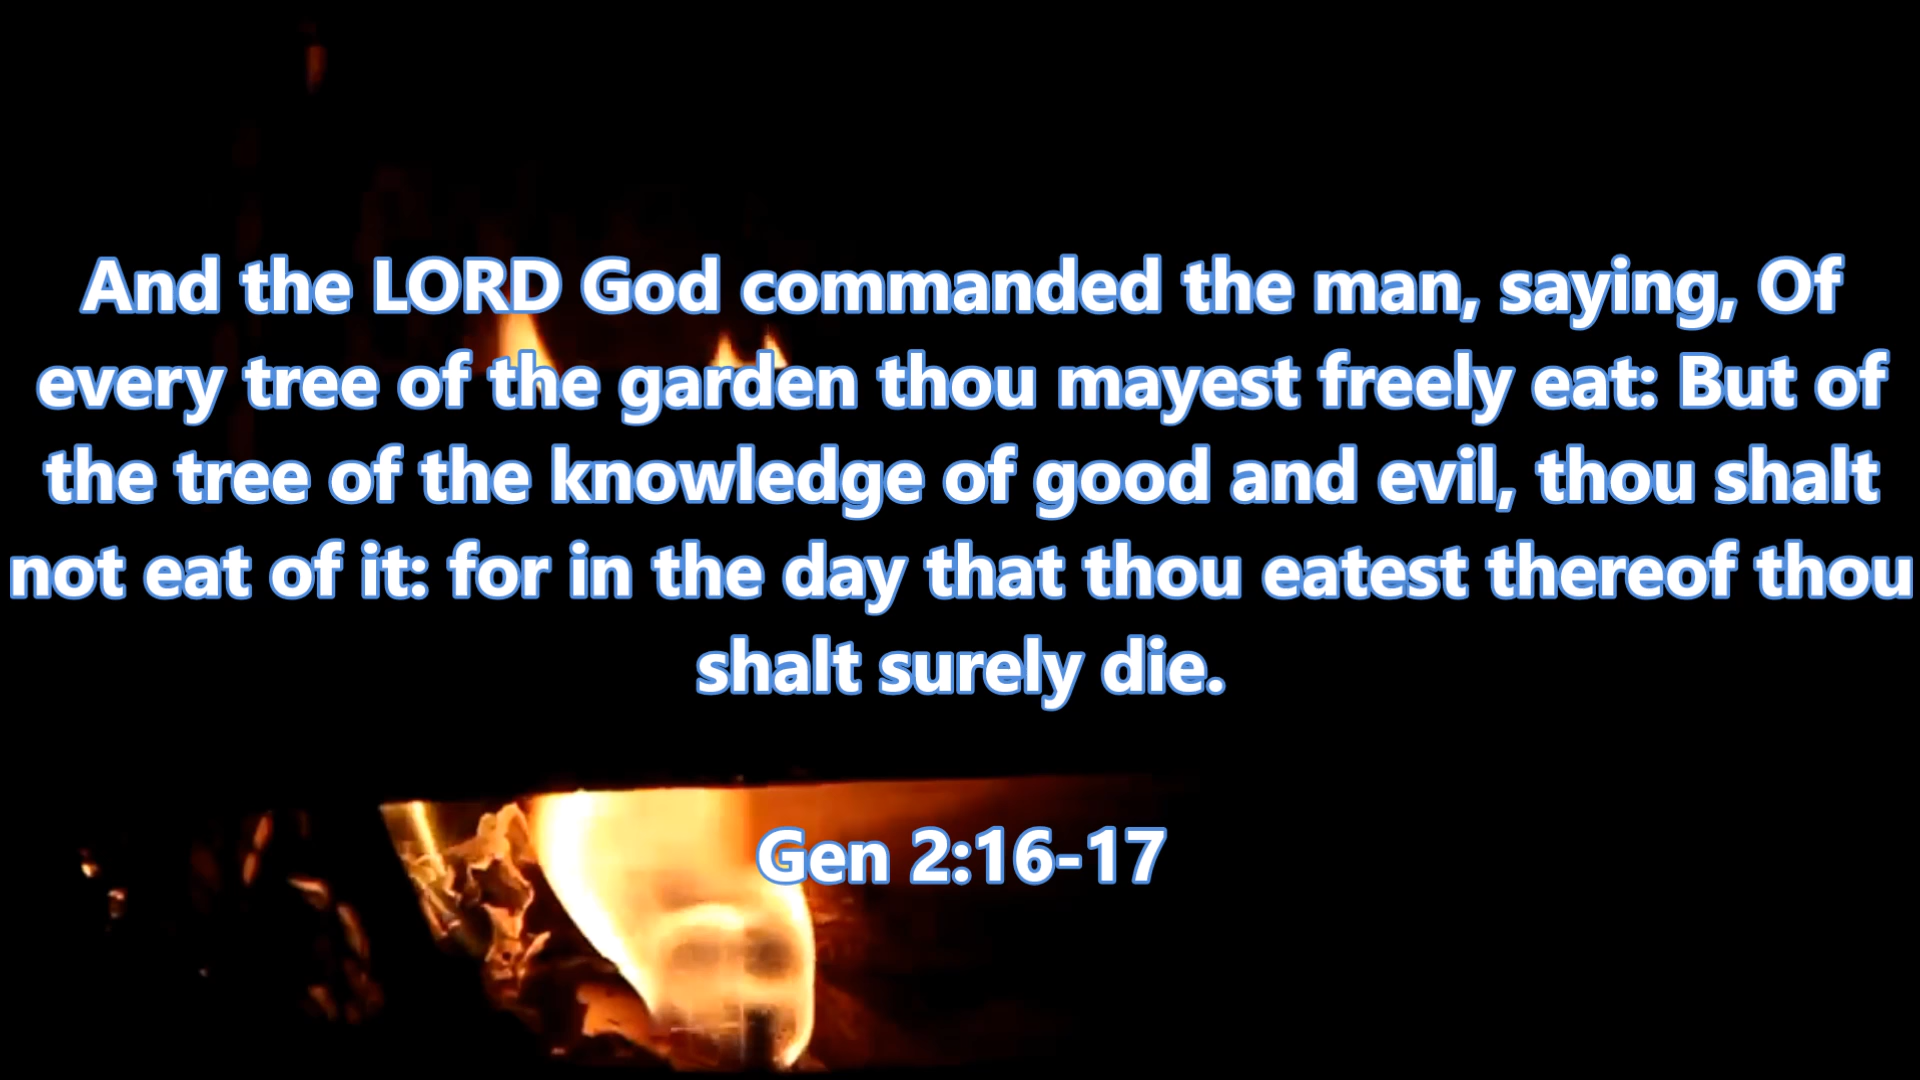 And the LORD God commanded the man, saying, Of
every tree of the garden thou mayest freely eat: But of
the tree of the knowledge of good and evil, thou shalt
not eat of it: for in the day that thou eatest thereof thou
shalt surely die.
Gen 2:16-17